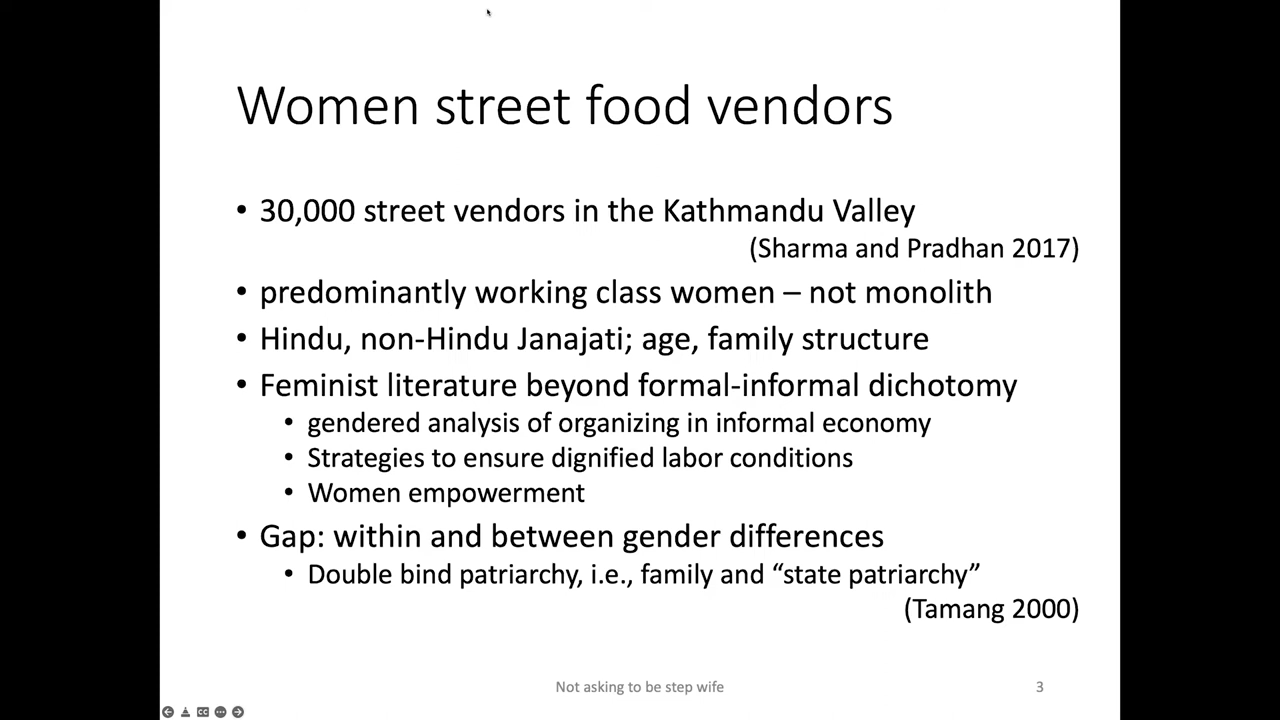 Women street food vendors
• 30,000 street vendors in the Kathmandu Valley
(Sharma and Pradhan 2017)
• predominantly working class women – not monolith
• Hindu, non-Hindu Janajati; age, family structure
• Feminist literature beyond formal-informal dichotomy
• gendered analysis of organizing in informal economy
• Strategies to ensure dignified labor conditions
• Women empowerment
• Gap: within and between gender differences
• Double bind patriarchy, i.e., family and “state patriarchy”
(Tamang 2000)
Not asking to be step wife
3
CC